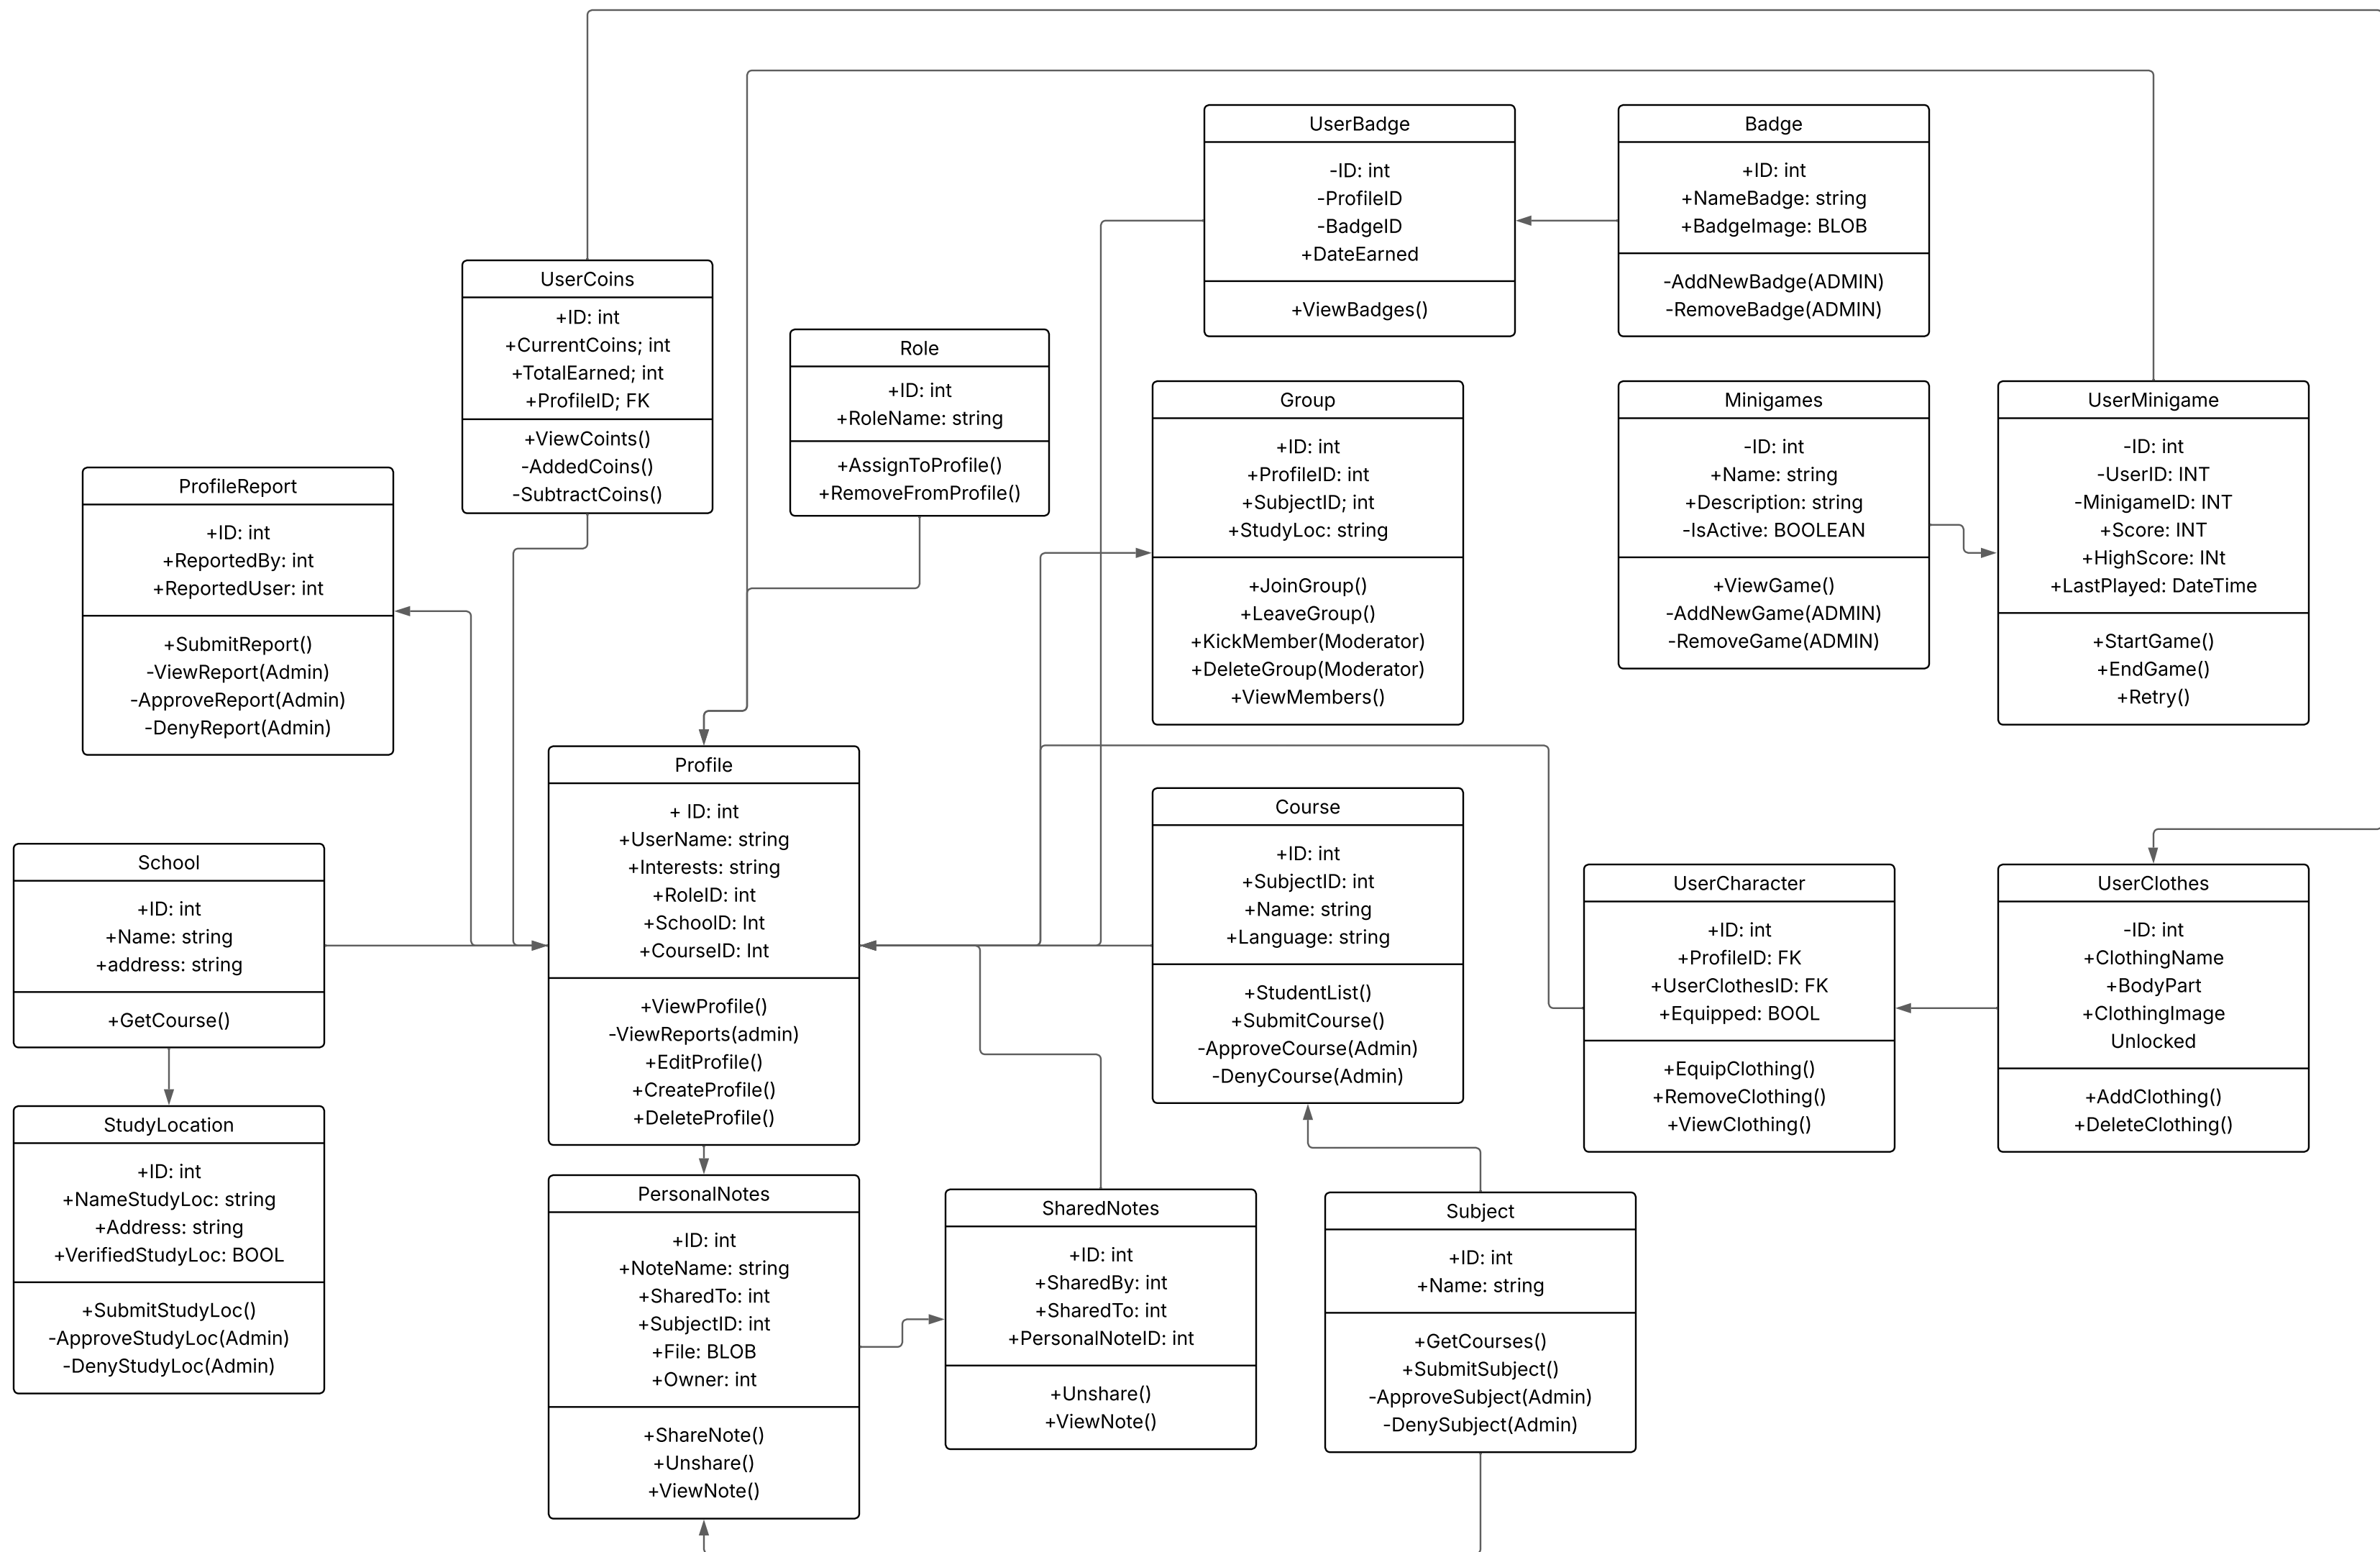 UserBadge
-ID: int
-ProfileID
-BadgeID
+DateEarned
+ViewBadges()
Badge
+ID: int
+NameBadge: string
+BadgeImage: BLOB
-AddNewBadge(ADMIN)
-RemoveBadge(ADMIN)
UserCoins
+ID: int
+CurrentCoins; int
+TotalEarned; int
+ProfileID; FK
+ViewCoints()
-AddedCoins()
-SubtractCoins()
Role
+ID: int
+RoleName: string
+AssignToProfile()
+RemoveFromProfile()
Group
+ID: int
+ProfileID: int
+SubjectID; int
+StudyLoc: string
+JoinGroup()
+LeaveGroup()
+KickMember(Moderator)
+DeleteGroup(Moderator)
+ViewMembers()
Minigames
-ID: int
+Name: string
+Description: string
-IsActive: BOOLEAN
+ViewGame()
-AddNewGame(ADMIN)
-RemoveGame(ADMIN)
UserMinigame
-ID: int
-UserID: INT
-MinigameID: INT
+Score: INT
+HighScore: INt
+LastPlayed: DateTime
+StartGame()
+EndGame()
+Retry()
ProfileReport
+ID: int
+ReportedBy: int
+ReportedUser: int
+SubmitReport()
-ViewReport(Admin)
-ApproveReport(Admin)
-DenyReport(Admin)
Profile
+ ID: int
+UserName: string
+Interests: string
+RoleID: int
+SchoolD: Int
+CourseID: Int
+ViewProfile()
-ViewReports(admin)
+EditProfile()
+CreateProfile()
+DeleteProfile()
Course
+ID: int
+SubjectID: int
+Name: string
+Language: string
+StudentList()
+SubmitCourse()
-ApproveCourse(Admin)
-DenyCourse(Admin)
School
+ID: int
+Name: string
+address: string
+GetCourse()
UserCharacter
+ID: int
+ProfileID: FK
+UserClothesID: FK
+Equipped: BOOL
+EquipClothing()
+RemoveClothing()
+ViewClothing()
UserClothes
-ID: int
+ClothingName
+BodyPart
+ClothingImage
Unlocked
+AddClothing()
+DeleteClothing()
StudyLocation
+ID: int
+NameStudyLoc: string
+Address: string
+VerifiedStudyLoc: BOOL
+SubmitStudyLoc()
-ApproveStudyLoc(Admin)
-DenyStudyLoc(Admin)
PersonalNotes
+ID: int
+NoteName: string
+SharedTo: int
+SubjectID: int
+File: BLOB
+Owner: int
+ShareNote()
+Unshare()
+ViewNote()
SharedNotes
+ID: int
+SharedBy: int
+SharedTo: int
+PersonalNoteID: int
+Unshare()
+ViewNote()
Subject
+ID: int
+Name: string
+GetCourses()
+SubmitSubject()
-ApproveSubject(Admin)
-DenySubject(Admin)